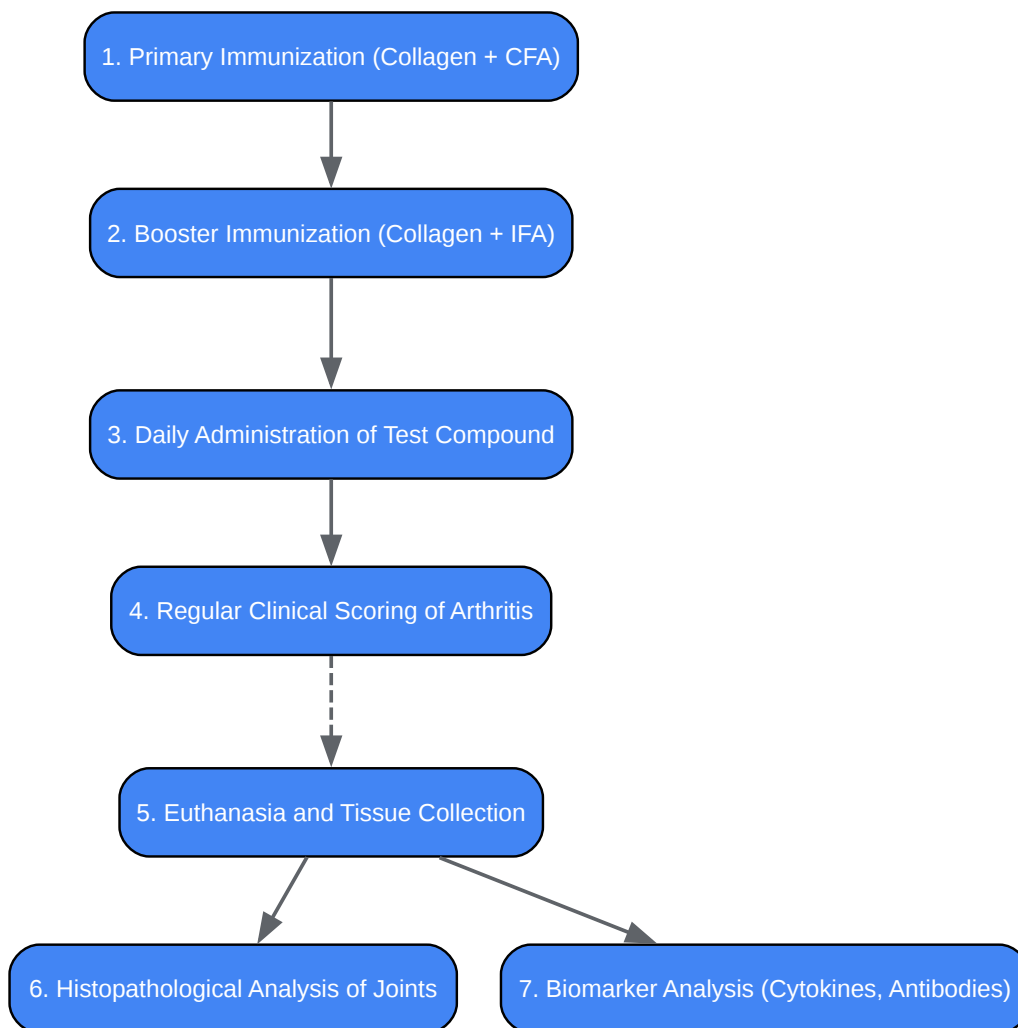 1. Primary Immunization (Collagen + CFA)
2. Booster Immunization (Collagen + IFA)
3. Daily Administration of Test Compound
4. Regular Clinical Scoring of Arthritis
5. Euthanasia and Tissue Collection
6. Histopathological Analysis of Joints
7. Biomarker Analysis (Cytokines, Antibodies)